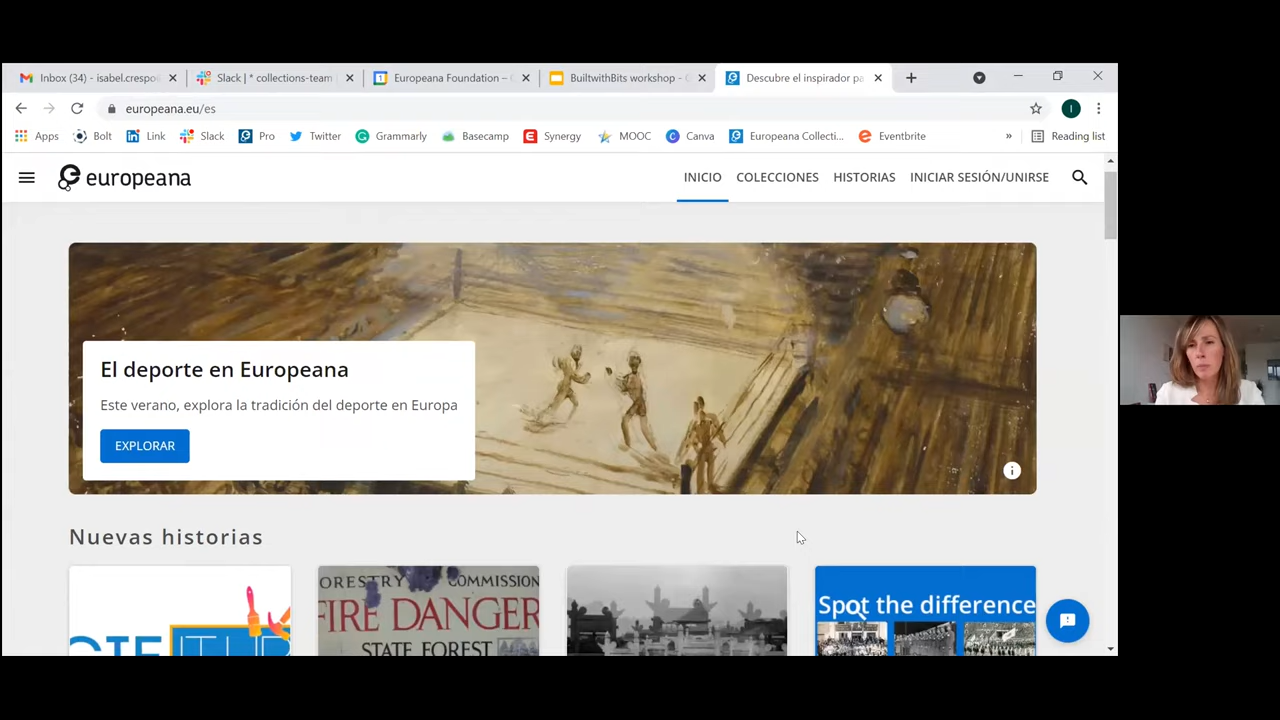 Inbox (34) - isabel.crespo
Slack | * collections-team
Europeana Foundation –
BuiltwithBits workshop -
Descubre el inspirador pa
europeana.eu/es
I
Apps
Bolt
Link
Slack
Pro
Twitter
Grammarly
Basecamp
Synergy
MOOC
Canva
Europeana Collecti...
Eventbrite
»
Reading list
europeana
INICIO
COLECCIONES
HISTORIAS
INICIAR SESIÓN/UNIRSE
El deporte en Europeana
Este verano, explora la tradición del deporte en Europa
EXPLORAR
Nuevas historias
FORESTRY COMMISSION
FIRE DANGER
STATE FOREST
Spot the difference